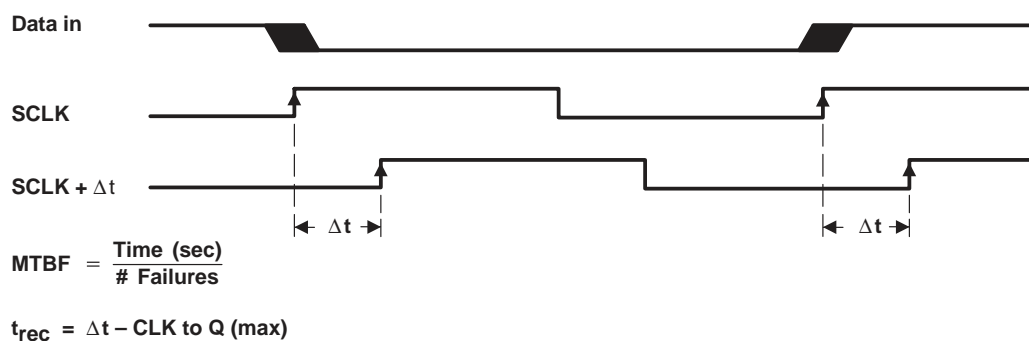 Data in
SCLK
SCLK + Δt
Δt
Δt
MTBF = Time (sec) / # Failures
trec = Δt – CLK to Q (max)